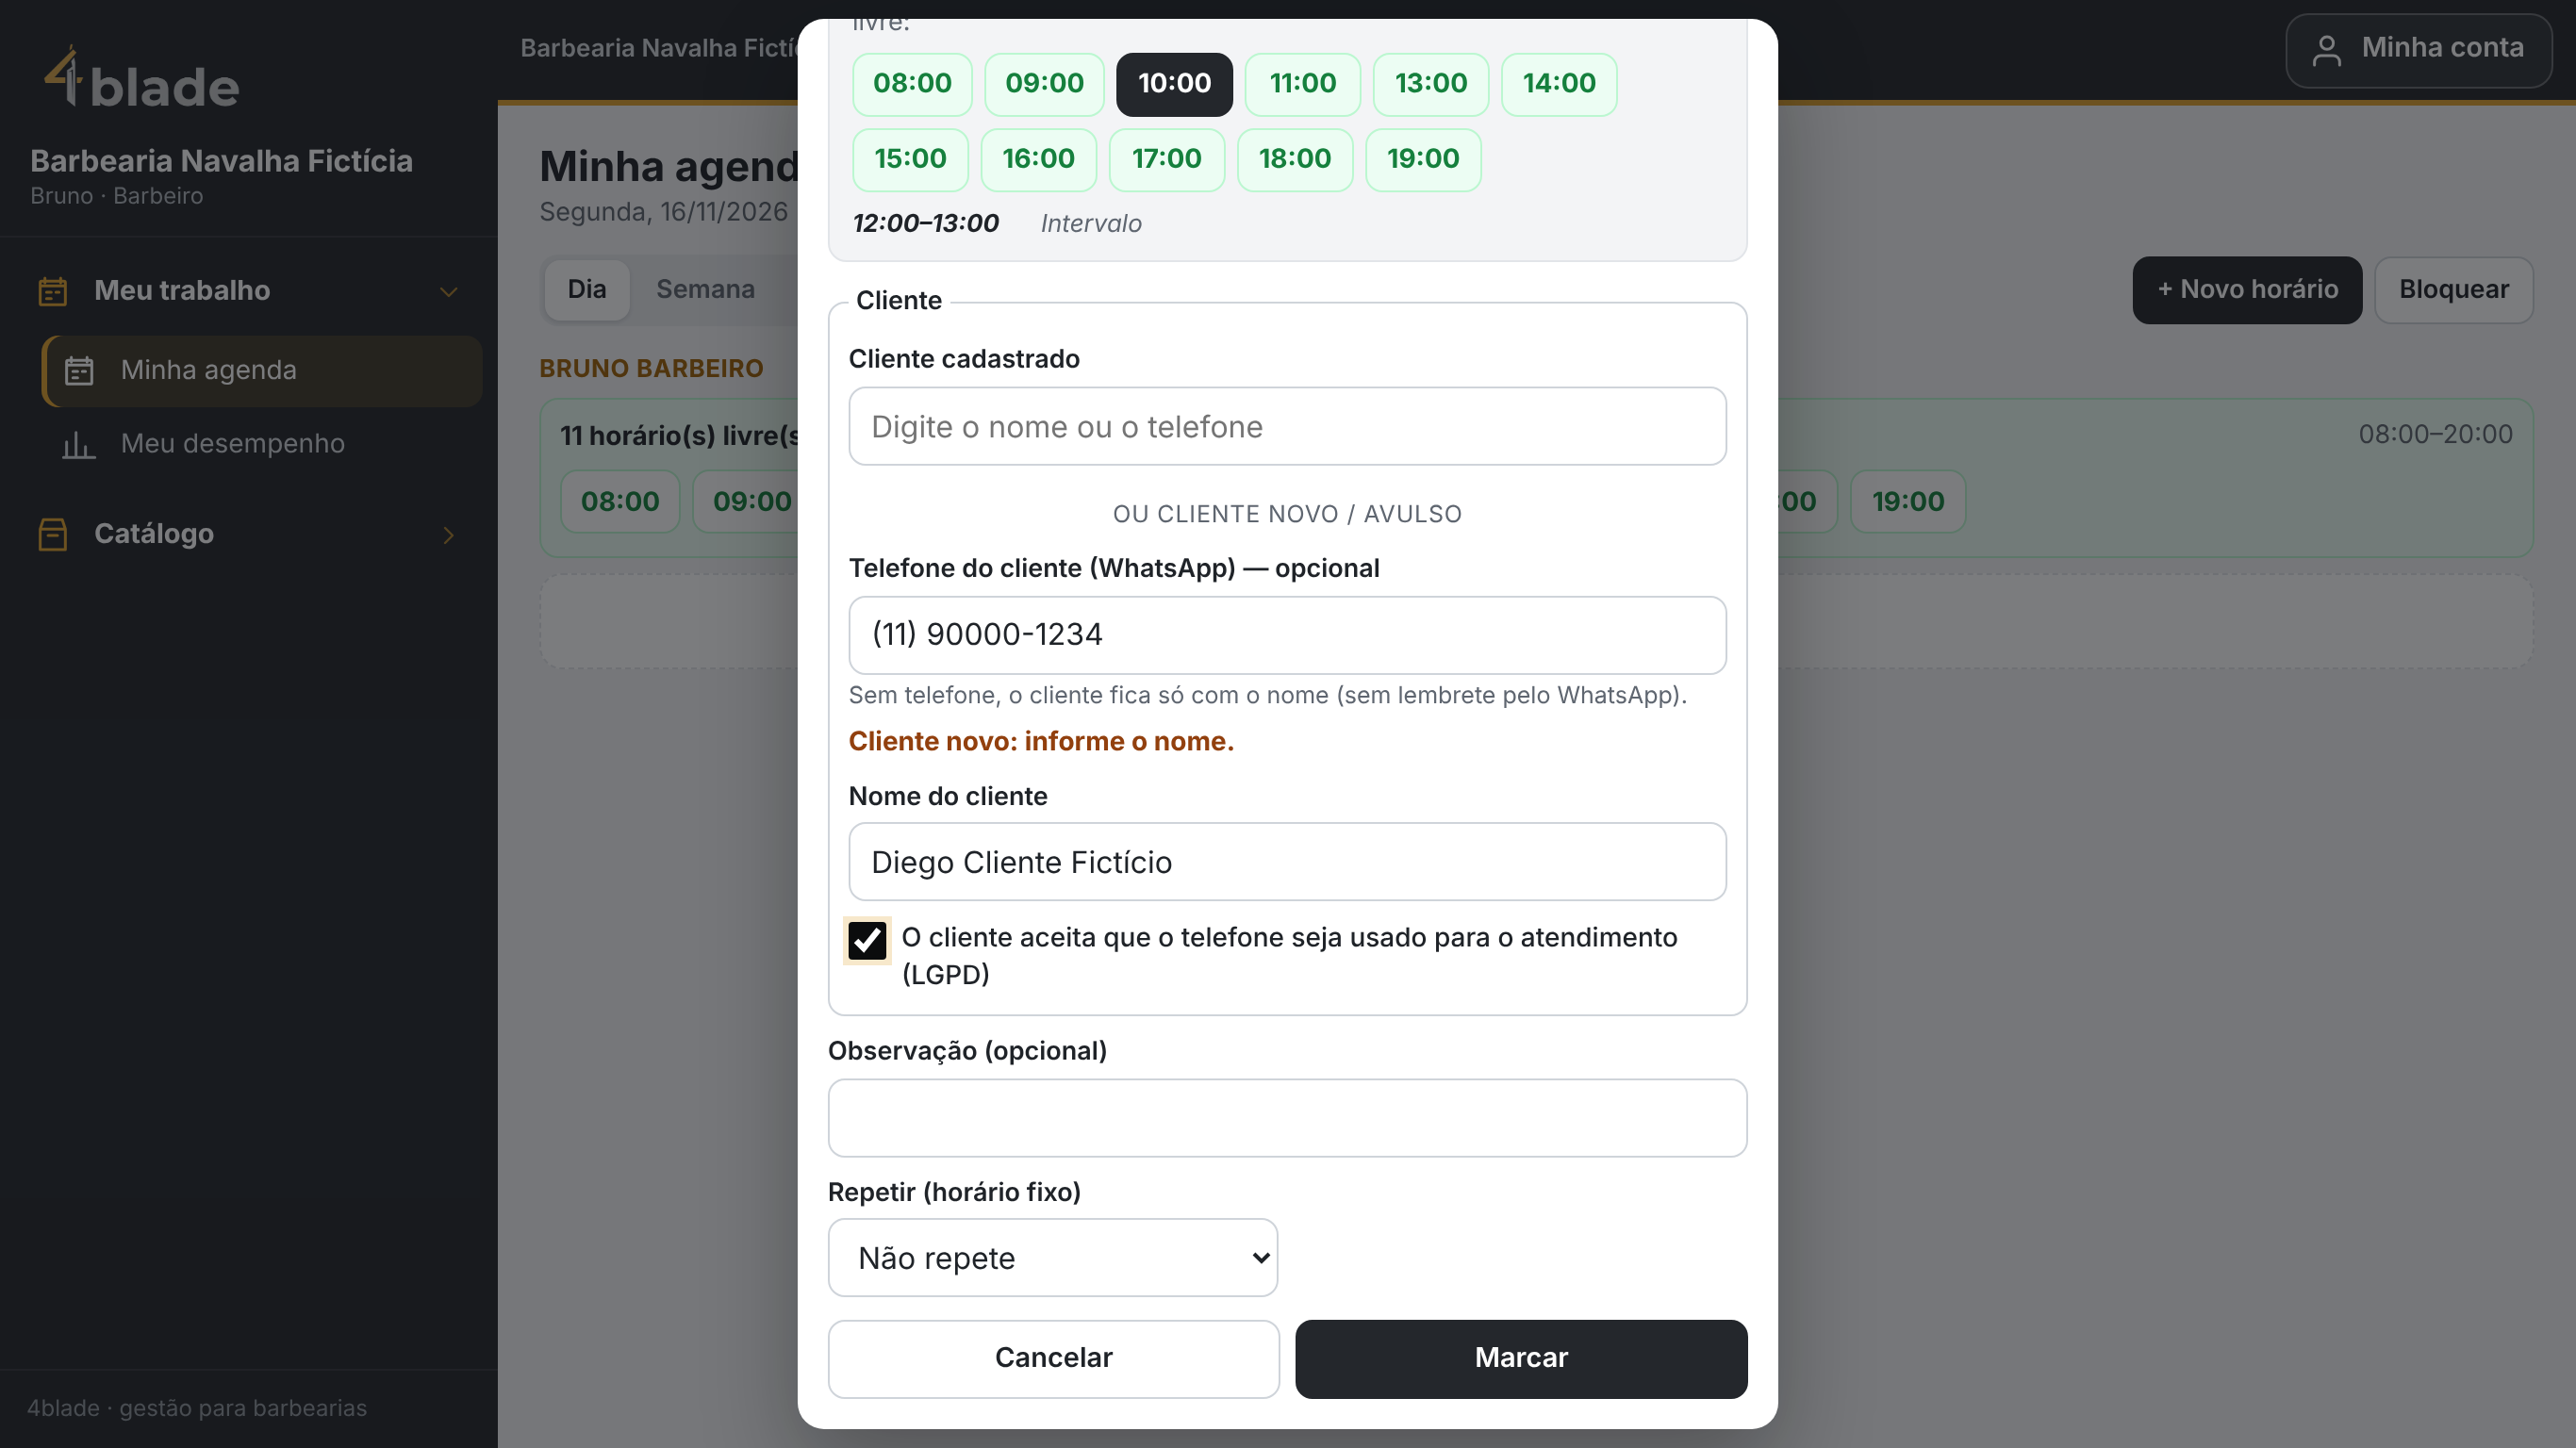 4blade
Barbearia Navalha Fictícia
Bruno · Barbeiro
Meu trabalho
Minha agenda
Meu desempenho
Catálogo
4blade · gestão para barbearias
Minha conta
Segunda, 16/11/2026
Dia
Semana
+ Novo horário
Bloquear
BRUNO BARBEIRO
11 horário(s)
08:00
09:00
08:00–20:00
19:00
livre:
08:00
09:00
10:00
11:00
13:00
14:00
15:00
16:00
17:00
18:00
19:00
12:00–13:00 Intervalo
Cliente
Cliente cadastrado
Digite o nome ou o telefone
OU CLIENTE NOVO / AVULSO
Telefone do cliente (WhatsApp) — opcional
(11) 90000-1234
Sem telefone, o cliente fica só com o nome (sem lembrete pelo WhatsApp).
Cliente novo: informe o nome.
Nome do cliente
Diego Cliente Fictício
O cliente aceita que o telefone seja usado para o atendimento
(LGPD)
Observação (opcional)
Repetir (horário fixo)
Não repete
Cancelar
Marcar